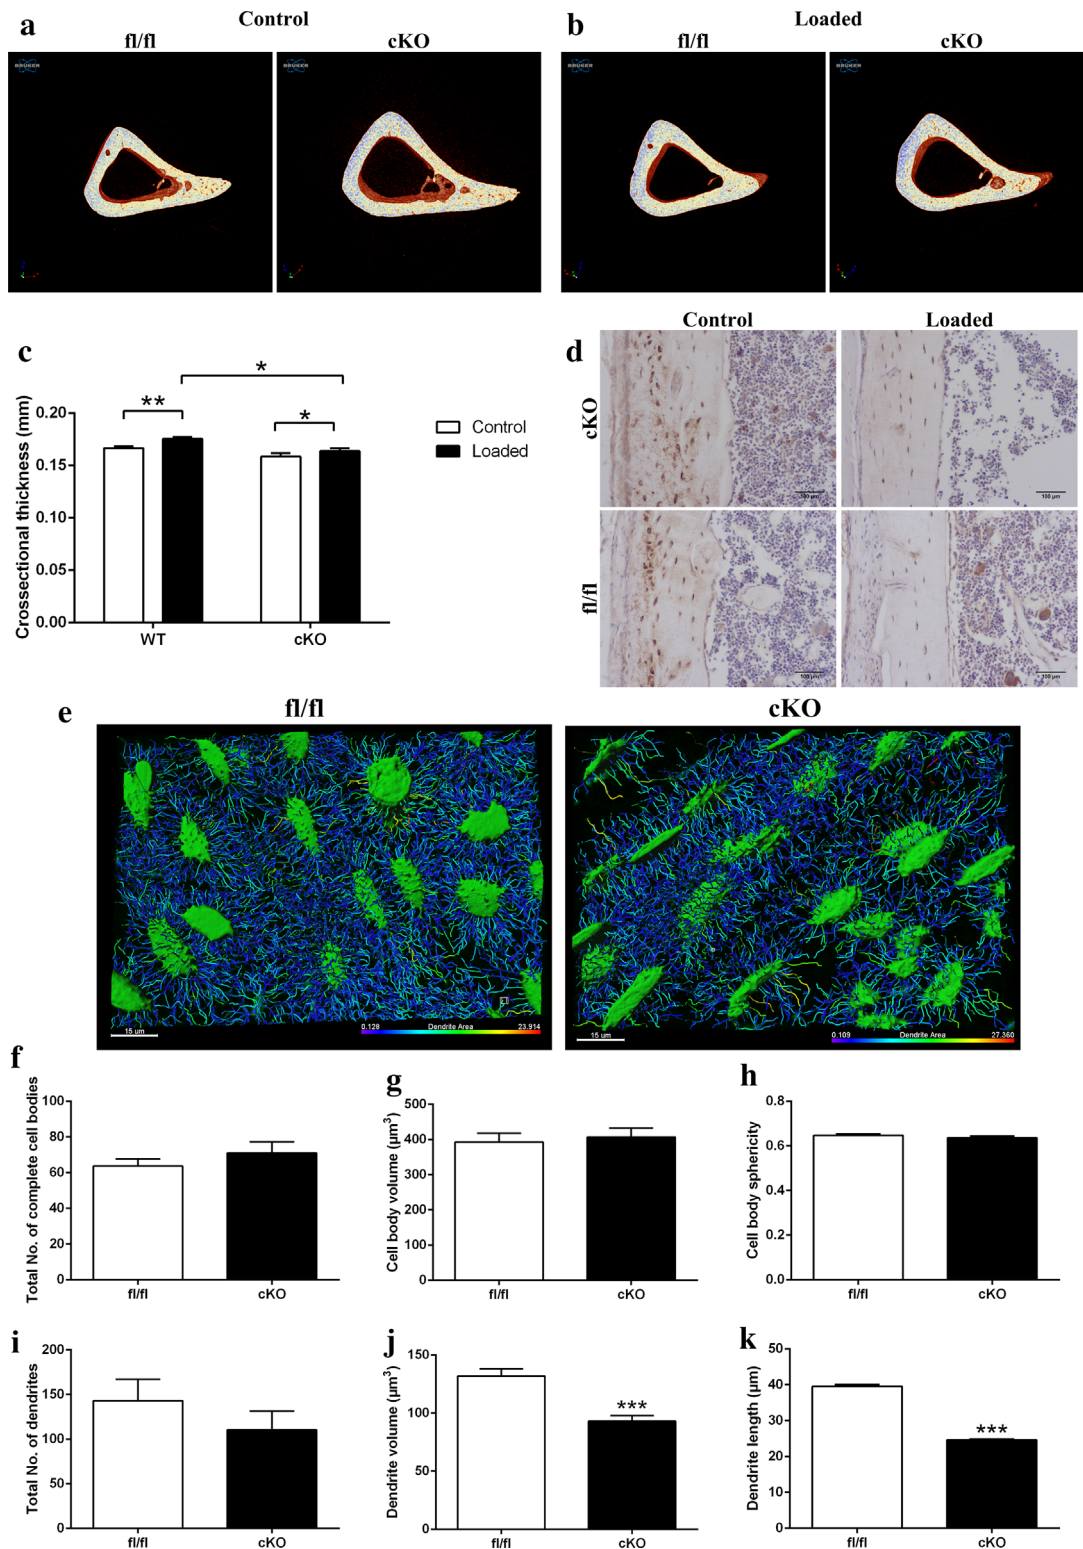 a
Control
fl/fl
cKO
BRUKER
BRUKER
b
Loaded
fl/fl
cKO
BRUKER
BRUKER
c
*
**
*
Crossectional thickness (mm)
0.20
0.15
0.10
0.05
0.00
WT
cKO
Control
Loaded
d
Control
Loaded
cKO
fl/fl
100 µm
100 µm
100 µm
100 µm
e
fl/fl
cKO
15 um
0.128
Dendrite Area
23.914
15 um
0.109
Dendrite Area
27.360
f
Total No. of complete cell bodies
100
80
60
40
20
0
fl/fl
cKO
g
Cell body volume (µm³)
500
400
300
200
100
0
fl/fl
cKO
h
Cell body sphericity
0.8
0.6
0.4
0.2
0.0
fl/fl
cKO
i
Total No. of dendrites
200
150
100
50
0
fl/fl
cKO
j
Dendrite volume (µm³)
150
100
50
0
***
fl/fl
cKO
k
Dendrite length (µm)
50
40
30
20
10
0
***
fl/fl
cKO